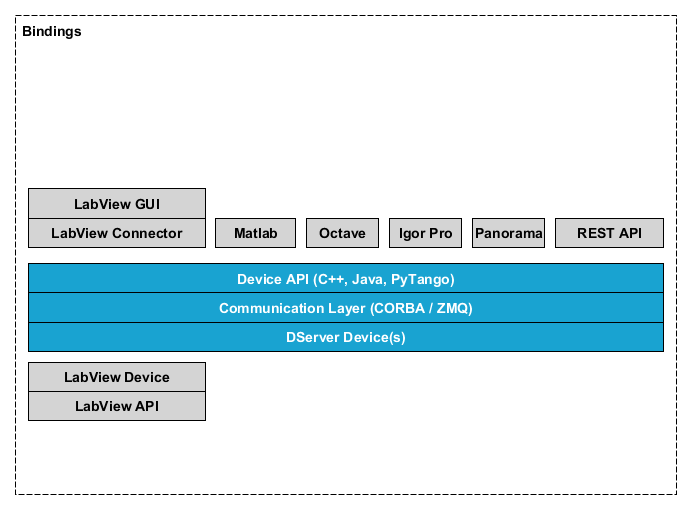 Bindings
LabView GUI
LabView Connector
Matlab
Octave
Igor Pro
Panorama
REST API
Device API (C++, Java, PyTango)
Communication Layer (CORBA / ZMQ)
DServer Device(s)
LabView Device
LabView API